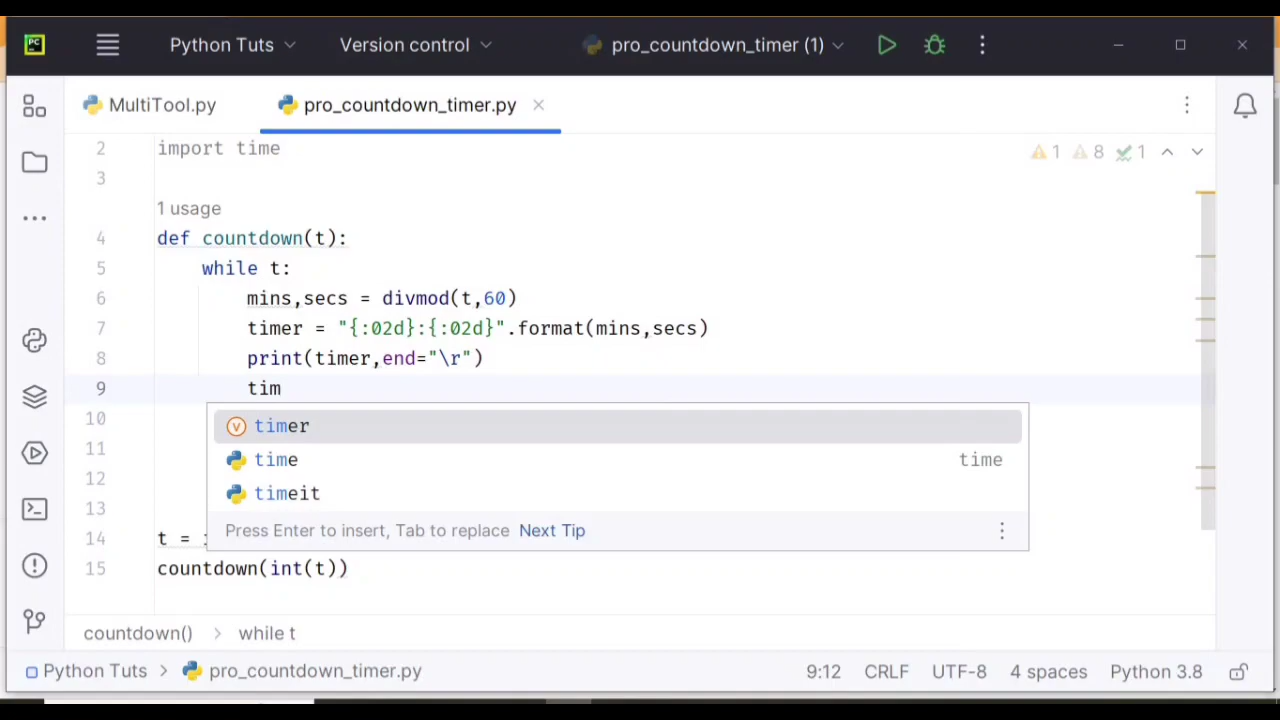 PC Python Tuts Version control pro_countdown_timer (1)
MultiTool.py pro_countdown_timer.py
2 import time 1 8 1
3
1 usage
4 def countdown(t):
5 while t:
6 mins,secs = divmod(t,60)
7 timer = "{:02d}:{:02d}".format(mins,secs)
8 print(timer,end="\r")
9 tim
10 timer
11 time time
12 timeit
13 Press Enter to insert, Tab to replace Next Tip
14 t =
15 countdown(int(t))
countdown() > while t
Python Tuts > pro_countdown_timer.py 9:12 CRLF UTF-8 4 spaces Python 3.8